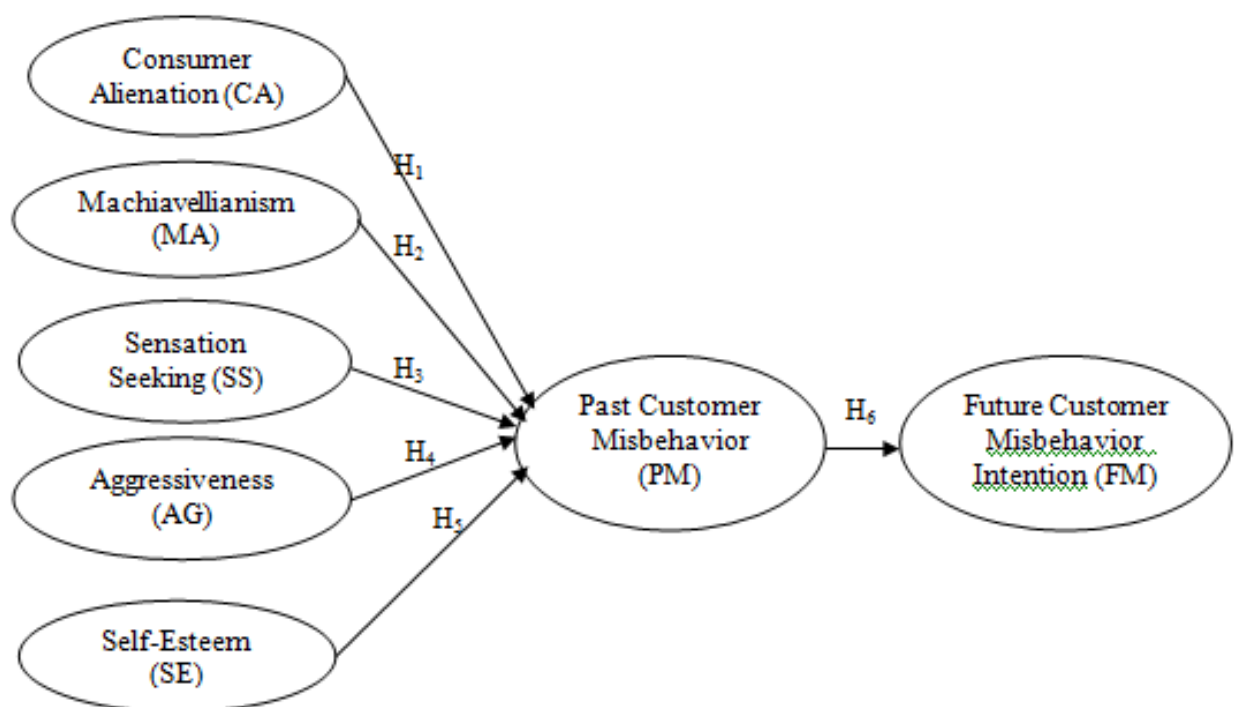 Consumer
Alienation (CA)
H₁
Machiavellianism
(MA)
H₂
Sensation
Seeking (SS)
H₃
Aggressiveness
(AG)
H₄
Self-Esteem
(SE)
H₅
Past Customer
Misbehavior
(PM)
H₆
Future Customer
Misbehavior
Intention (FM)